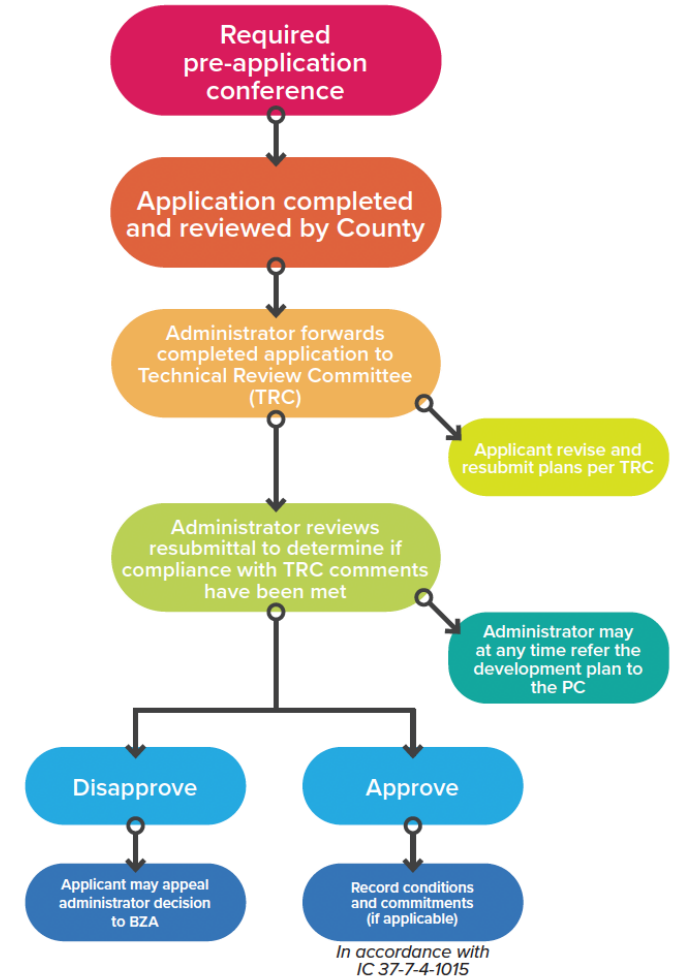 Required
pre-application
conference
Application completed
and reviewed by County
Administrator forwards
completed application to
Technical Review Committee
(TRC)
Applicant revise and
resubmit plans per TRC
Administrator reviews
resubmittal to determine if
compliance with TRC comments
have been met
Administrator may
at any time refer the
development plan to
the PC
Disapprove
Approve
Applicant may appeal
administrator decision
to BZA
Record conditions
and commitments
(if applicable)
In accordance with
IC 37-7-4-1015